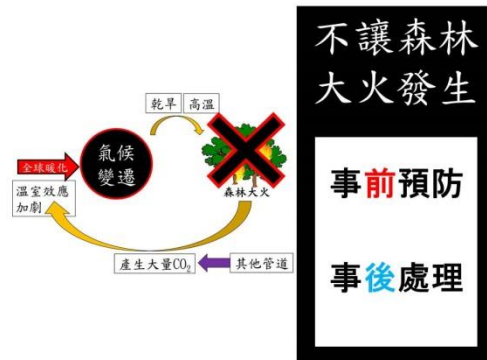 乾旱
高溫
氣候
變遷
全球暖化
溫室效應
加劇
森林大火
產生大量CO₂
其他管道
不讓森林
大火發生
事前預防
事後處理